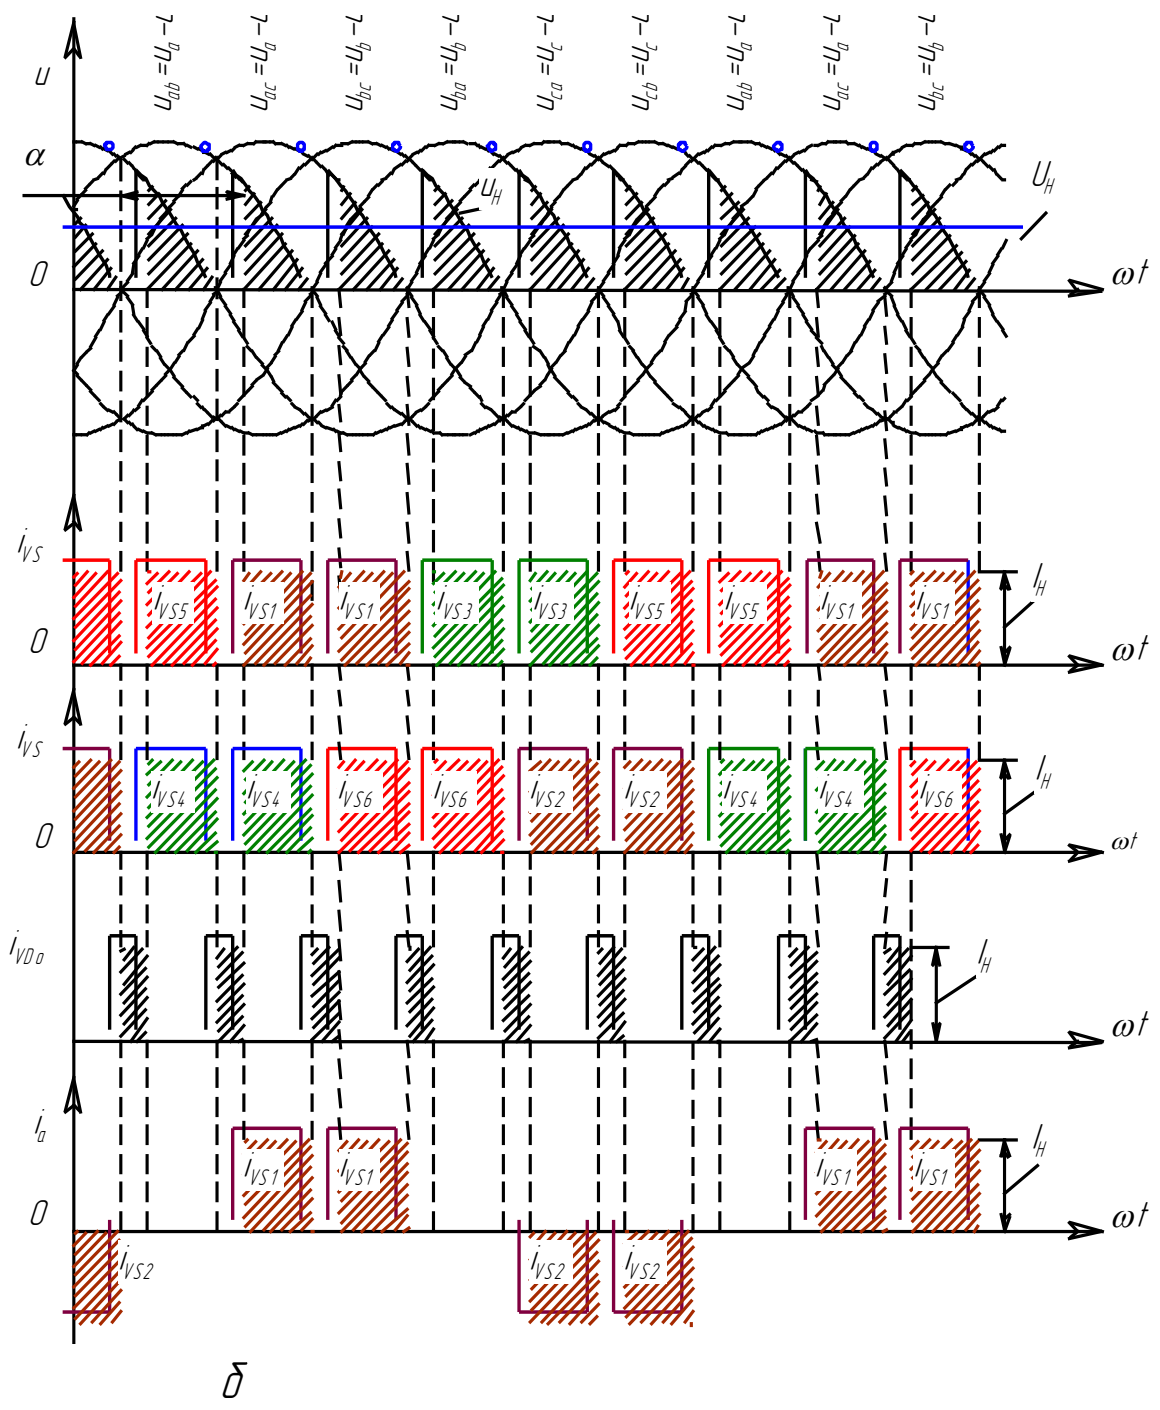 U_ab=U_a–
U_ac=U_a–
U_bc=U_b–
U_ba=U_b–
U_ca=U_c–
U_cb=U_c–
U_ab=U_a–
U_ac=U_a–
U_bc=U_b–
u
α
u_H
U_H
0
ωt
i_VS
i_VS5
i_VS1
i_VS1
i_VS3
i_VS3
i_VS5
i_VS5
i_VS1
i_VS1
I_H
0
ωt
i_VS
i_VS4
i_VS4
i_VS6
i_VS6
i_VS2
i_VS2
i_VS4
i_VS4
i_VS6
I_H
0
ωt
i_VD0
I_H
ωt
i_a
i_VS1
i_VS1
i_VS1
i_VS1
I_H
0
ωt
i_VS2
i_VS2
i_VS2
б